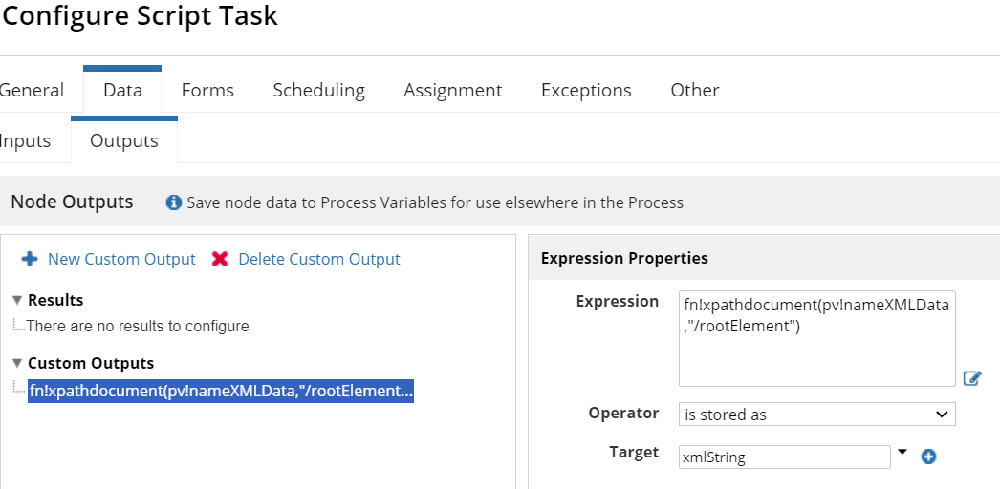 Configure Script Task
General Data Forms Scheduling Assignment Exceptions Other
Inputs Outputs
Node Outputs Save node data to Process Variables for use elsewhere in the Process
New Custom Output Delete Custom Output
Results
There are no results to configure
Custom Outputs
fn!xpathdocument(pv!nameXMLData,"/rootElement...
Expression Properties
Expression fn!xpathdocument(pv!nameXMLData
,"/rootElement")
Operator is stored as
Target xmlString